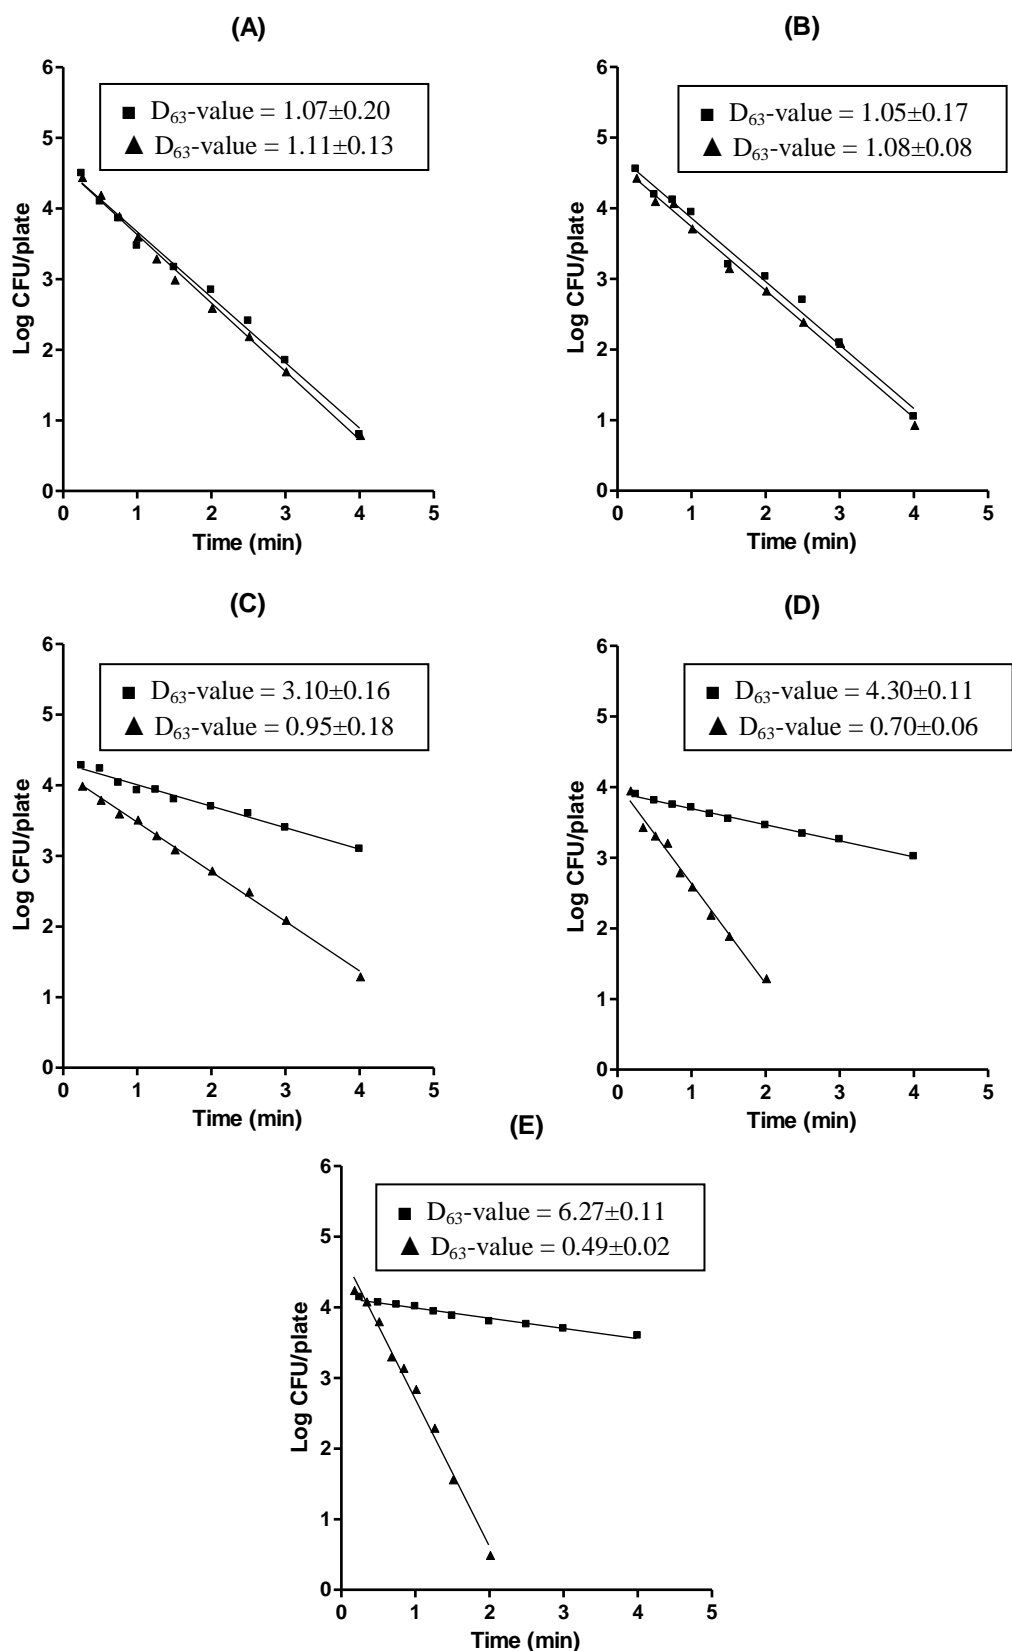 (A)
6
5
4
3
2
1
0
Log CFU/plate
■ D₆₃-value = 1.07±0.20
▲ D₆₃-value = 1.11±0.13
0 1 2 3 4 5
Time (min)
(B)
6
5
4
3
2
1
0
Log CFU/plate
■ D₆₃-value = 1.05±0.17
▲ D₆₃-value = 1.08±0.08
0 1 2 3 4 5
Time (min)
(C)
6
5
4
3
2
1
0
Log CFU/plate
■ D₆₃-value = 3.10±0.16
▲ D₆₃-value = 0.95±0.18
0 1 2 3 4 5
Time (min)
(D)
6
5
4
3
2
1
0
Log CFU/plate
■ D₆₃-value = 4.30±0.11
▲ D₆₃-value = 0.70±0.06
0 1 2 3 4 5
Time (min)
(E)
6
5
4
3
2
1
0
Log CFU/plate
■ D₆₃-value = 6.27±0.11
▲ D₆₃-value = 0.49±0.02
0 1 2 3 4 5
Time (min)